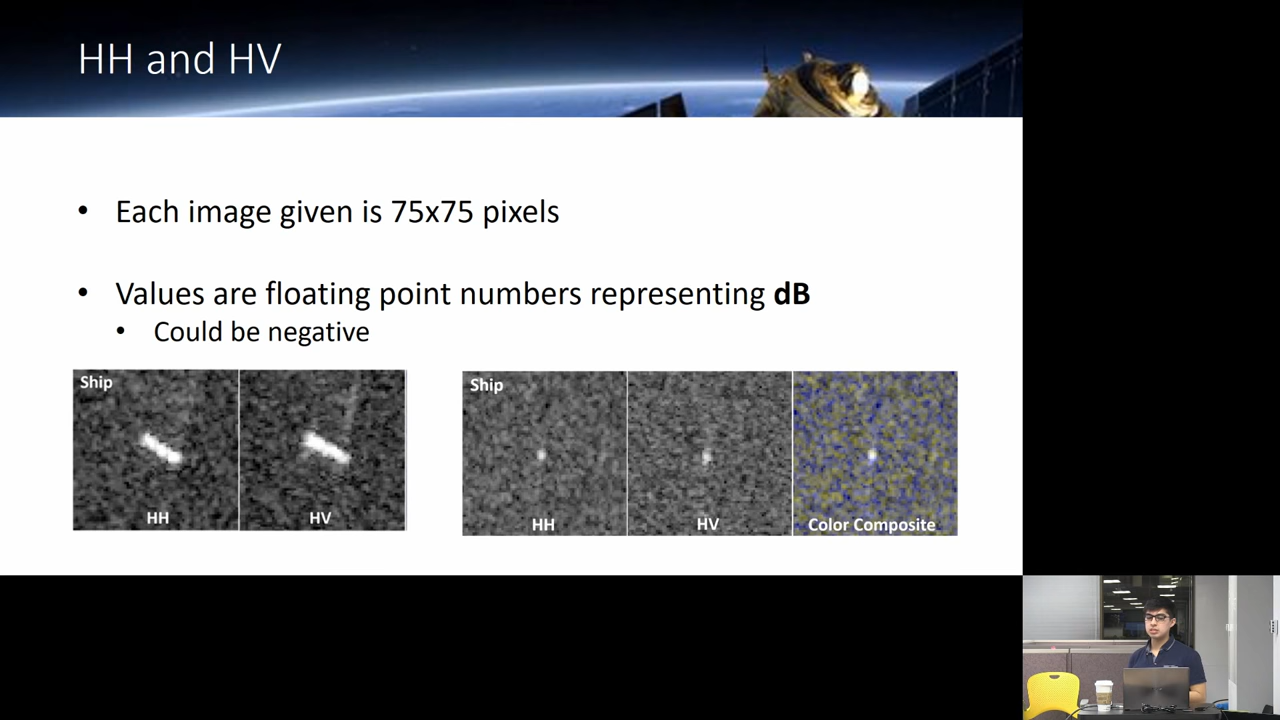 HH and HV
• Each image given is 75x75 pixels
• Values are floating point numbers representing dB
• Could be negative
Ship
HH
HV
Ship
HH
HV
Color Composite